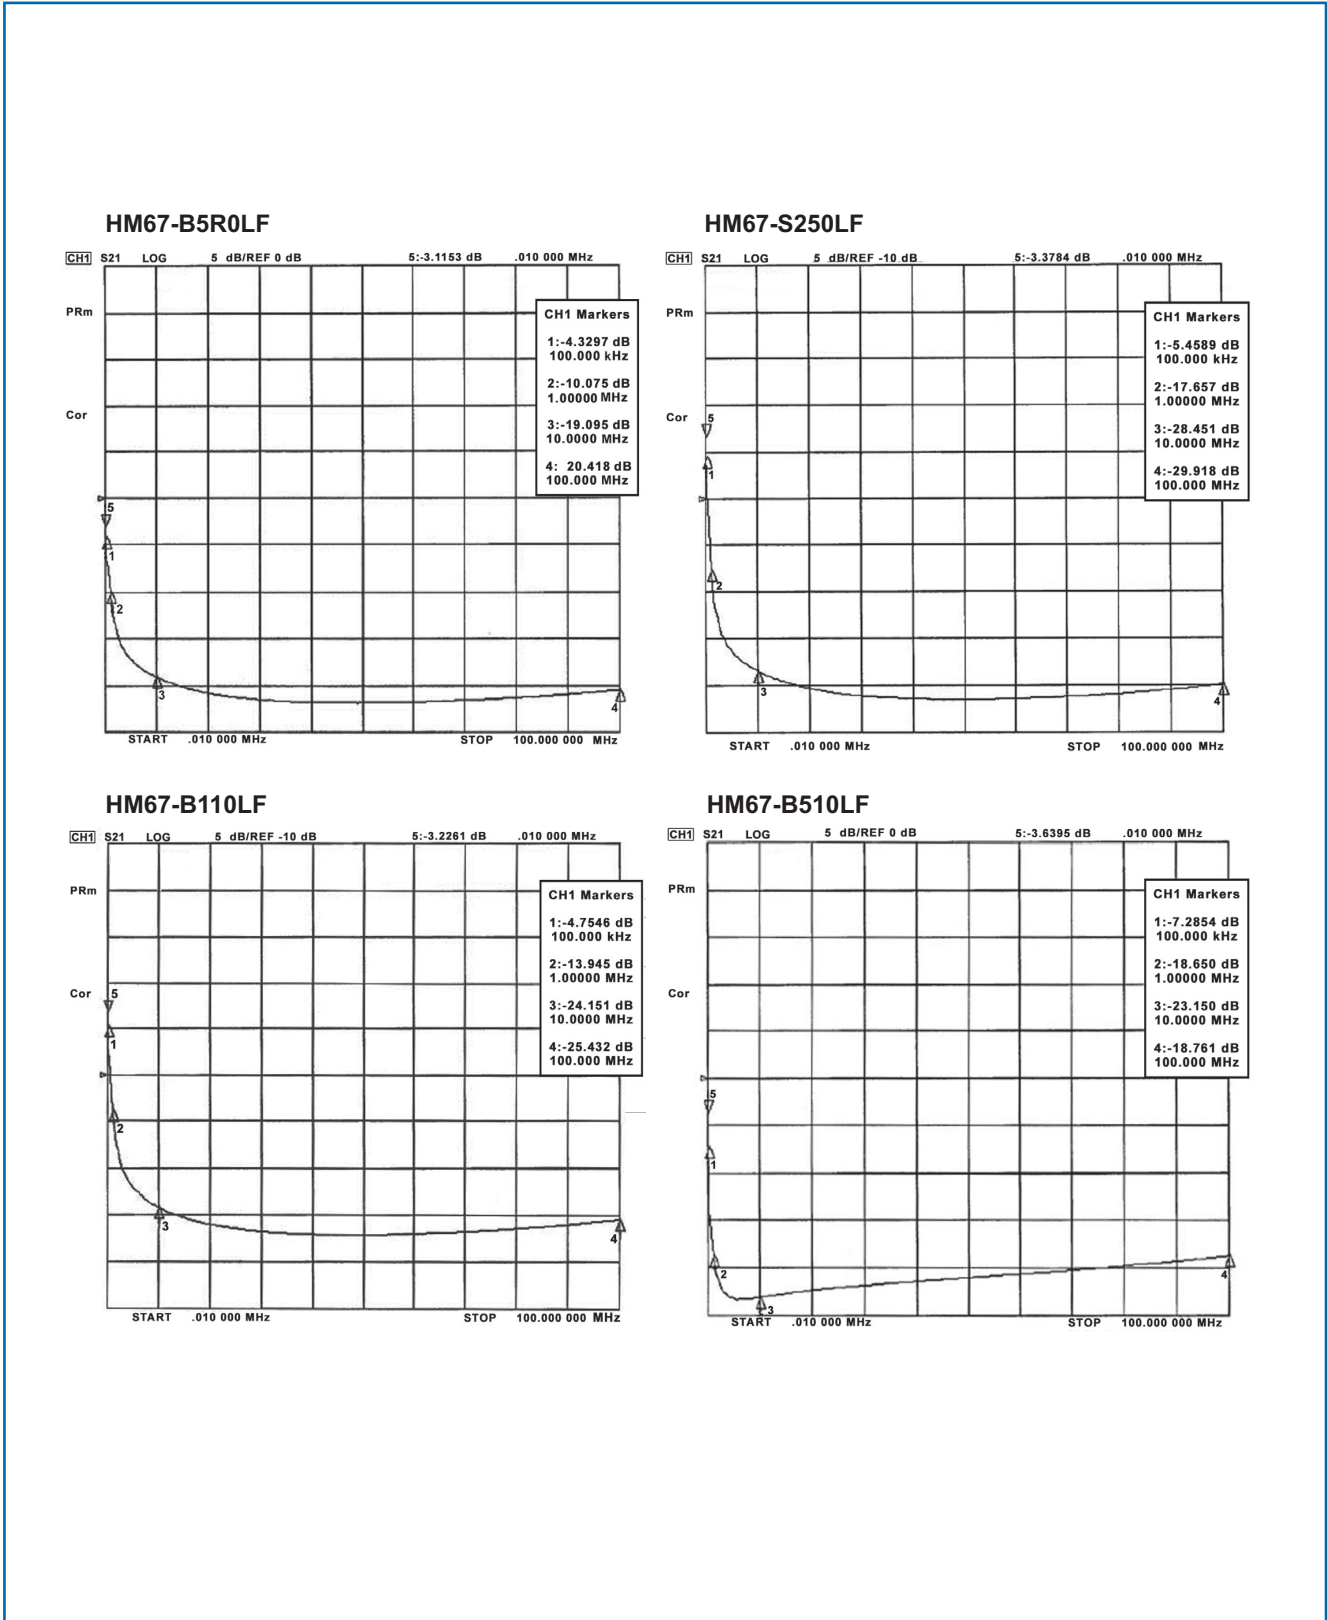 HM67-B5R0LF
CH1 S21 LOG 5 dB/REF 0 dB 5:-3.1153 dB .010 000 MHz
PRm
Cor
CH1 Markers
1:-4.3297 dB
100.000 kHz
2:-10.075 dB
1.00000 MHz
3:-19.095 dB
10.0000 MHz
4: 20.418 dB
100.000 MHz
5
1
2
3
4
START .010 000 MHz STOP 100.000 000 MHz
HM67-S250LF
CH1 S21 LOG 5 dB/REF -10 dB 5:-3.3784 dB .010 000 MHz
PRm
Cor
CH1 Markers
1:-5.4589 dB
100.000 kHz
2:-17.657 dB
1.00000 MHz
3:-28.451 dB
10.0000 MHz
4:-29.918 dB
100.000 MHz
5
1
2
3
4
START .010 000 MHz STOP 100.000 000 MHz
HM67-B110LF
CH1 S21 LOG 5 dB/REF -10 dB 5:-3.2261 dB .010 000 MHz
PRm
Cor
CH1 Markers
1:-4.7546 dB
100.000 kHz
2:-13.945 dB
1.00000 MHz
3:-24.151 dB
10.0000 MHz
4:-25.432 dB
100.000 MHz
5
1
2
3
4
START .010 000 MHz STOP 100.000 000 MHz
HM67-B510LF
CH1 S21 LOG 5 dB/REF 0 dB 5:-3.6395 dB .010 000 MHz
PRm
Cor
CH1 Markers
1:-7.2854 dB
100.000 kHz
2:-18.650 dB
1.00000 MHz
3:-23.150 dB
10.0000 MHz
4:-18.761 dB
100.000 MHz
5
1
2
3
4
START .010 000 MHz STOP 100.000 000 MHz